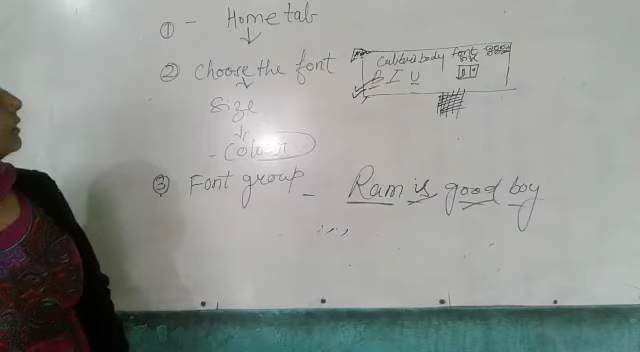 ① - Home tab
② Choose the font
Size
- Colour
Calibri body font size
B I U
③ Font group - Ram is good boy